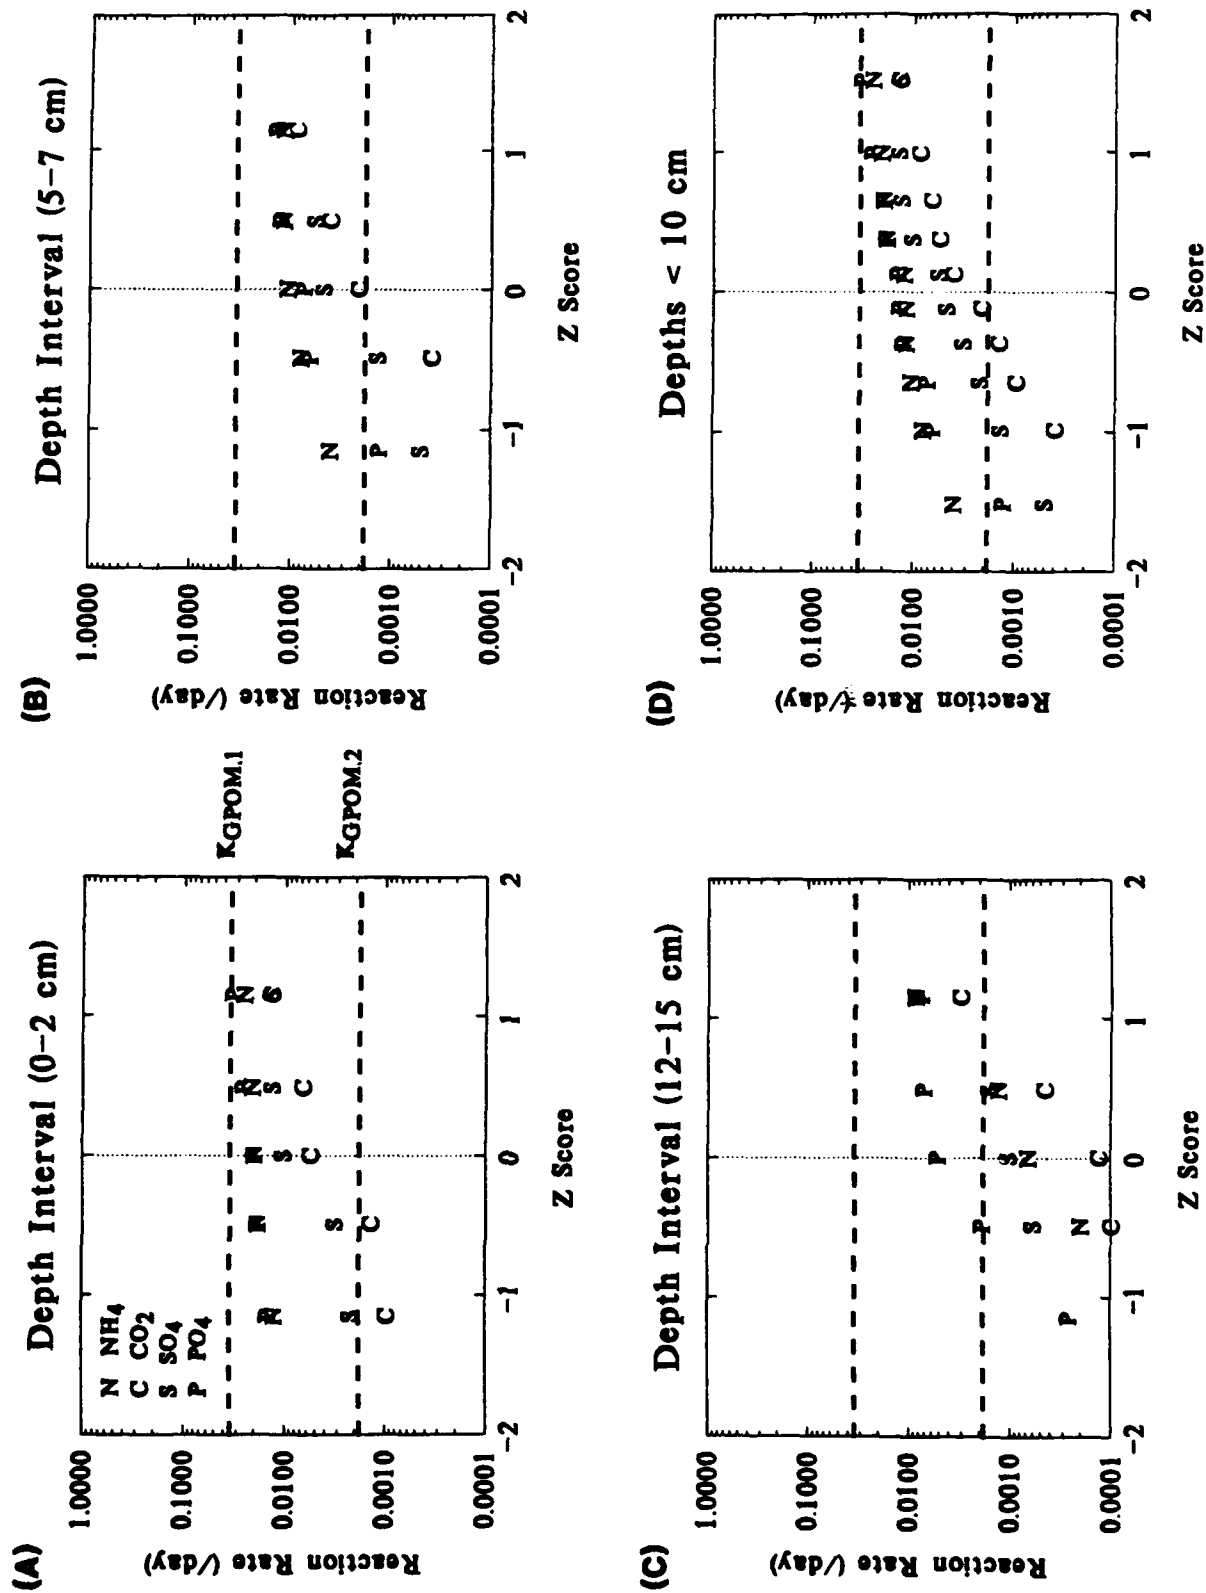 (A)
Depth Interval (0-2 cm)
N NH4
C CO2
S SO4
P PO4
Reaction Rate (/day)
1.0000
0.1000
0.0100
0.0010
0.0001
P N S C
P N S C
N S C
N S C
P N S C
KGPOM.1
KGPOM.2
-2 -1 0 1 2
Z Score
(B)
Depth Interval (5-7 cm)
Reaction Rate (/day)
1.0000
0.1000
0.0100
0.0010
0.0001
N P S
N P S C
N P S C
N S C
N C
-2 -1 0 1 2
Z Score
(C)
Depth Interval (12-15 cm)
Reaction Rate (/day)
1.0000
0.1000
0.0100
0.0010
0.0001
P
P S N C
P S N C
P S N C
N P C
-2 -1 0 1 2
Z Score
(D)
Depths < 10 cm
Reaction Rate (/day)
1.0000
0.1000
0.0100
0.0010
0.0001
N P S
N P S C
N P S C
N S C
N S C
N S C
N S C
N S C
P N S C
P N S C
-2 -1 0 1 2
Z Score